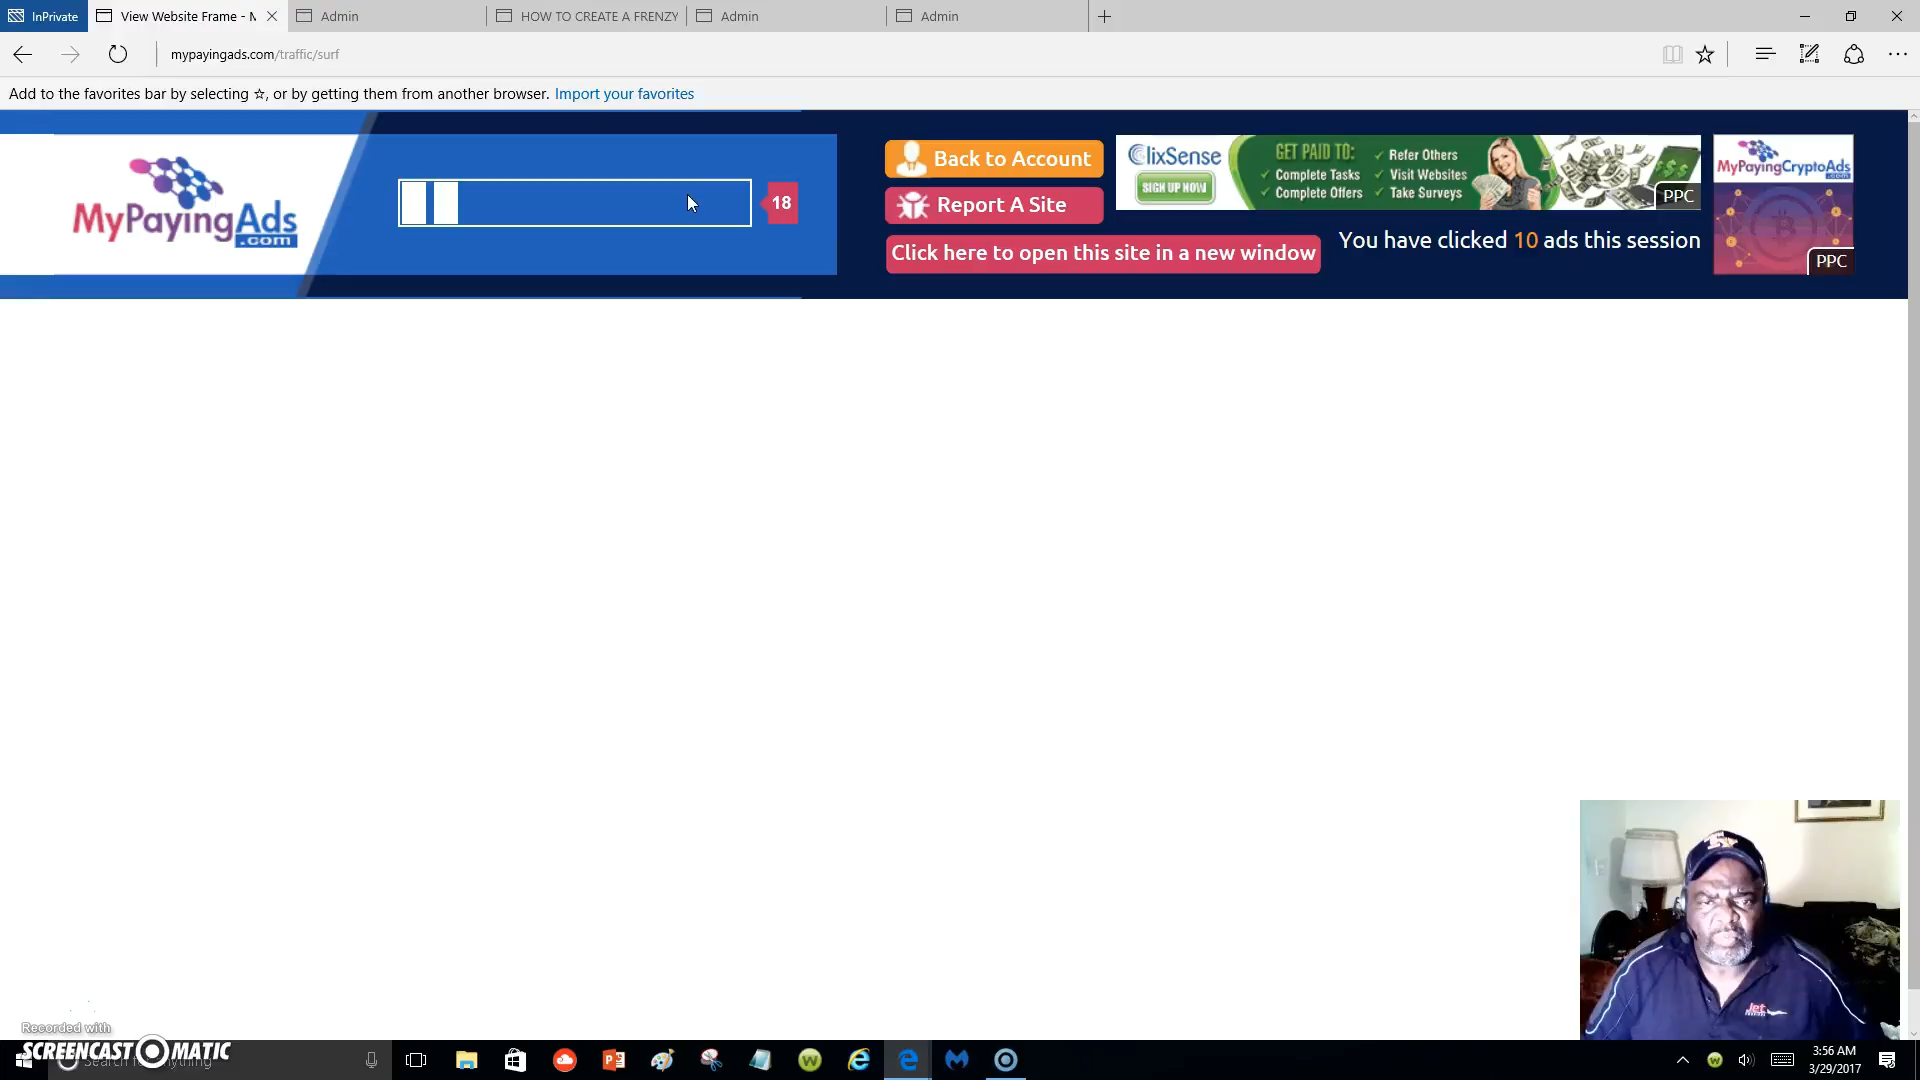 InPrivate
View Website Frame - M
Admin
HOW TO CREATE A FRENZY
Admin
Admin
mypayingads.com/traffic/surf
Add to the favorites bar by selecting ☆, or by getting them from another browser. Import your favorites
MyPayingAds
.com
18
Back to Account
Report A Site
Click here to open this site in a new window
ClixSense
SIGN UP NOW
GET PAID TO:
✓ Complete Tasks
✓ Complete Offers
✓ Refer Others
✓ Visit Websites
✓ Take Surveys
$$$
PPC
You have clicked 10 ads this session
MyPayingCryptoAds
.com
PPC
Jet
Recorded with
SCREENCAST MATIC
Search for anything
3:56 AM
3/29/2017